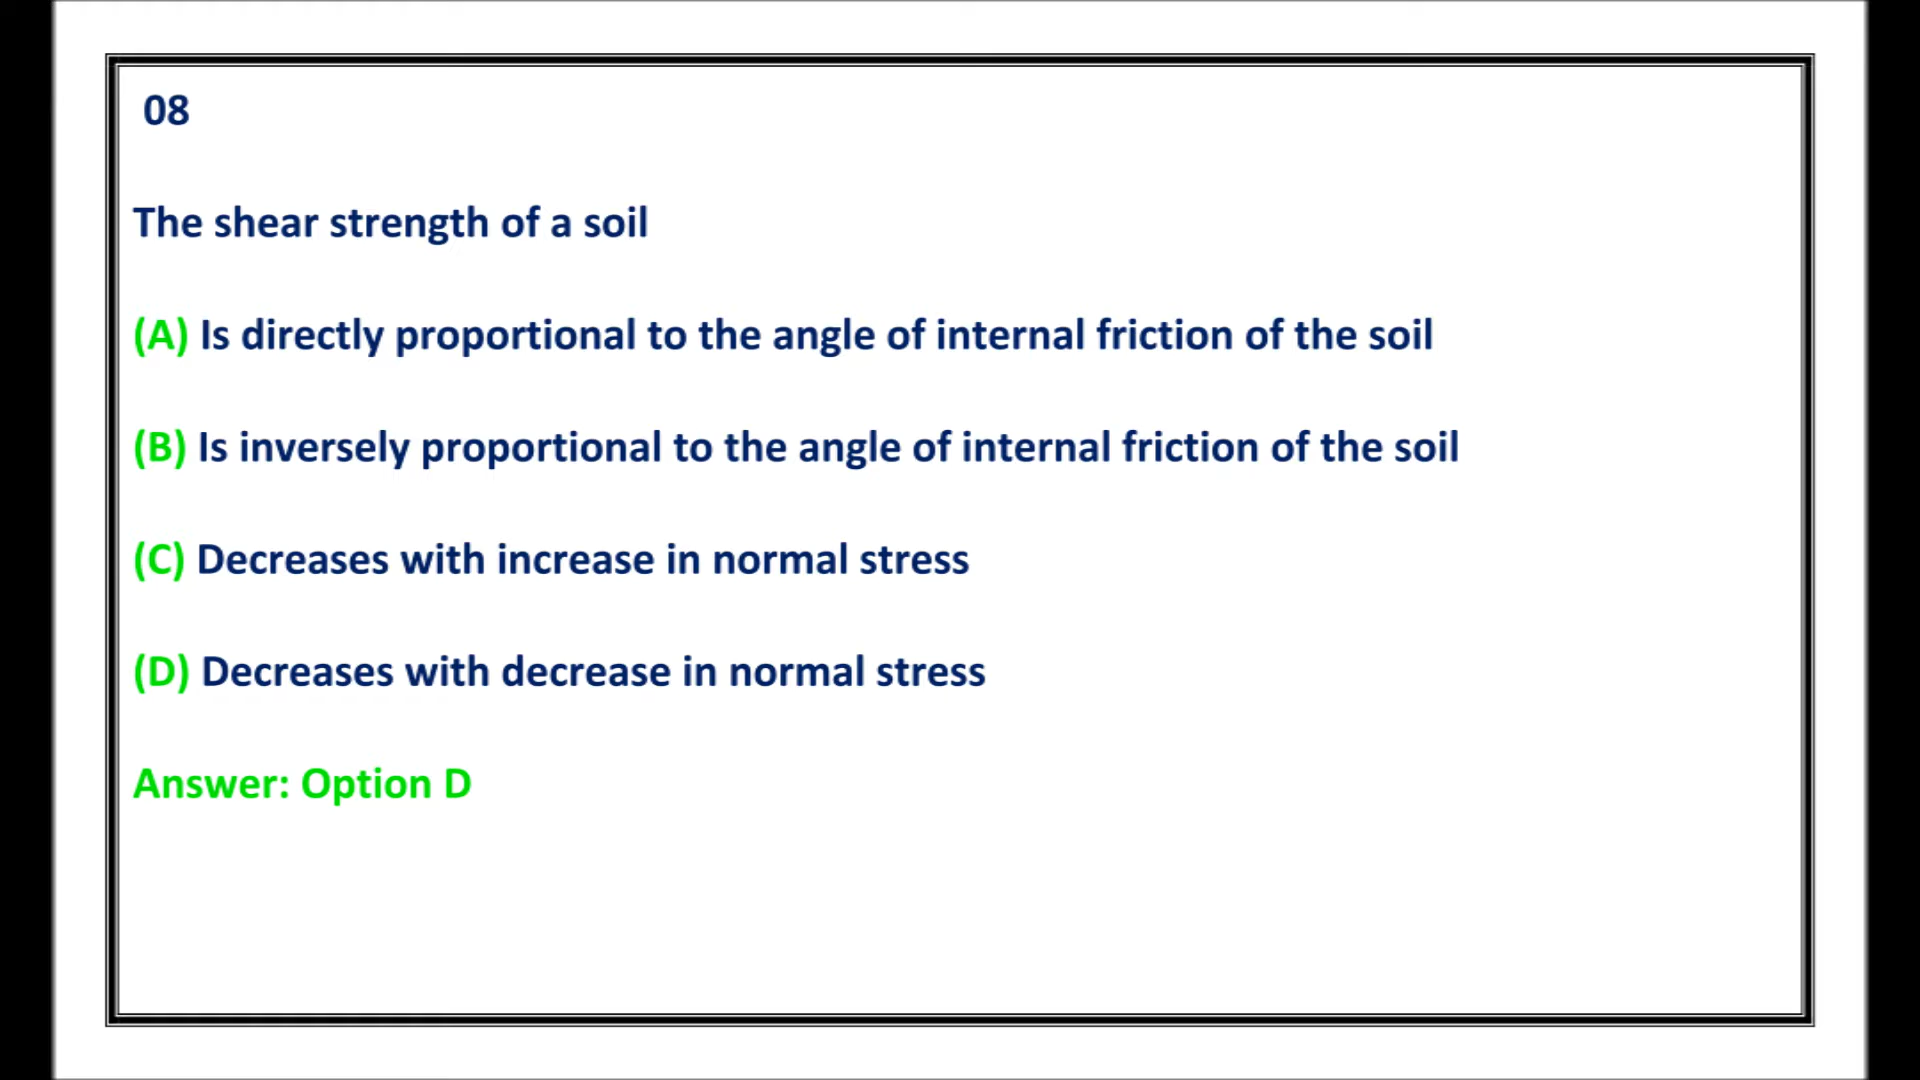 08
The shear strength of a soil
(A) Is directly proportional to the angle of internal friction of the soil
(B) Is inversely proportional to the angle of internal friction of the soil
(C) Decreases with increase in normal stress
(D) Decreases with decrease in normal stress
Answer: Option D